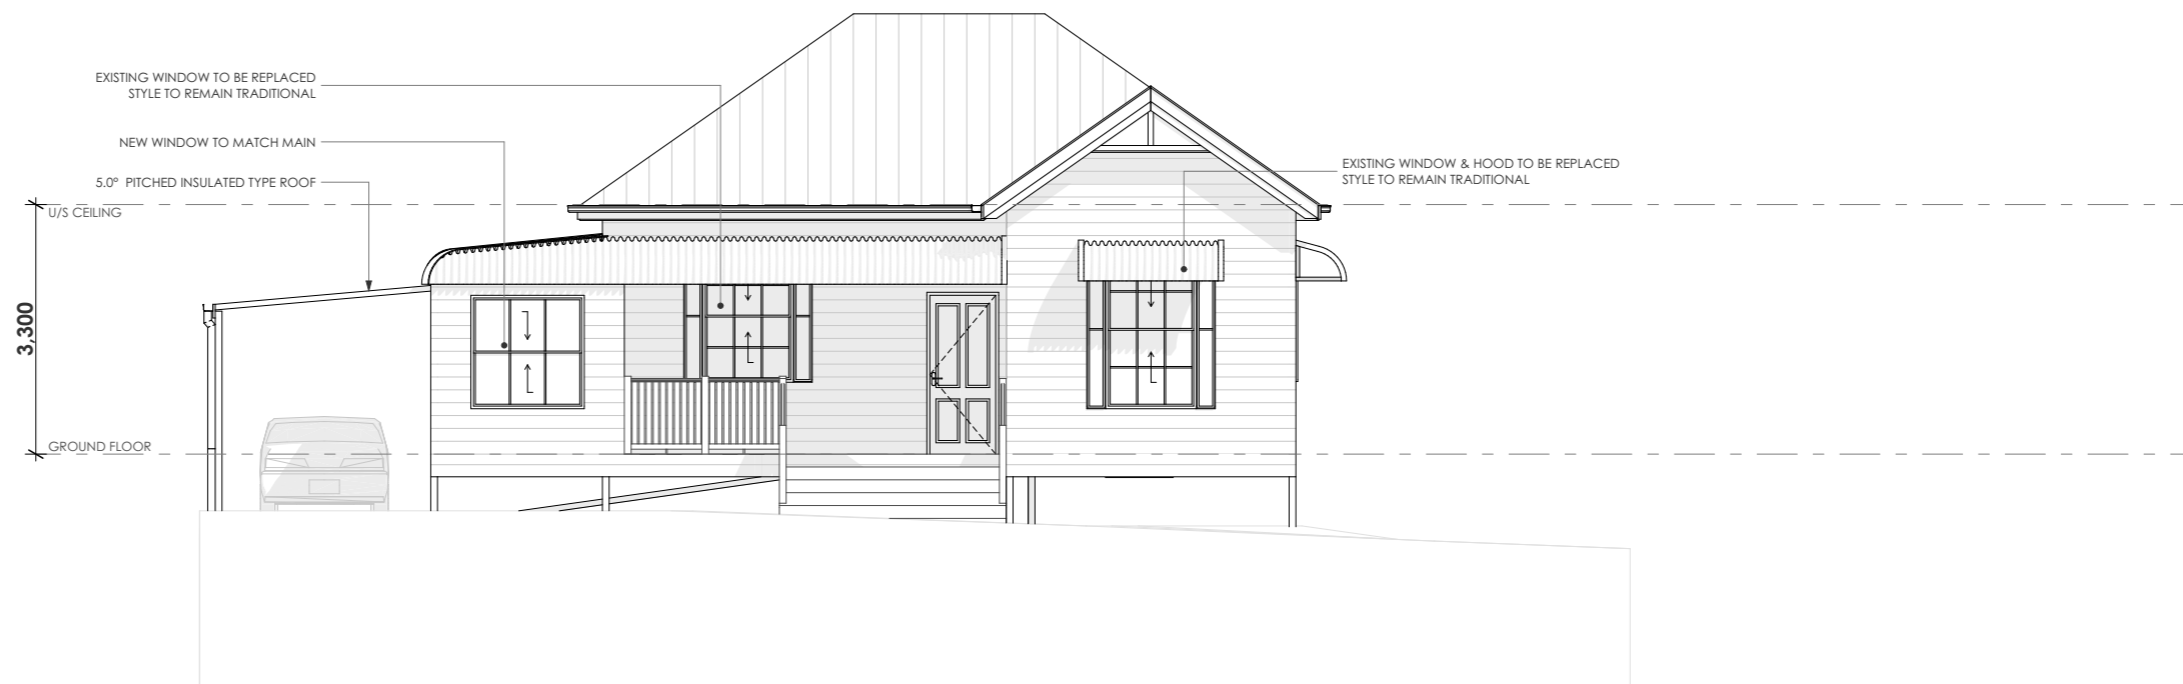 EXISTING WINDOW TO BE REPLACED
STYLE TO REMAIN TRADITIONAL
NEW WINDOW TO MATCH MAIN
5.0° PITCHED INSULATED TYPE ROOF
EXISTING WINDOW & HOOD TO BE REPLACED
STYLE TO REMAIN TRADITIONAL
U/S CEILING
3,300
GROUND FLOOR